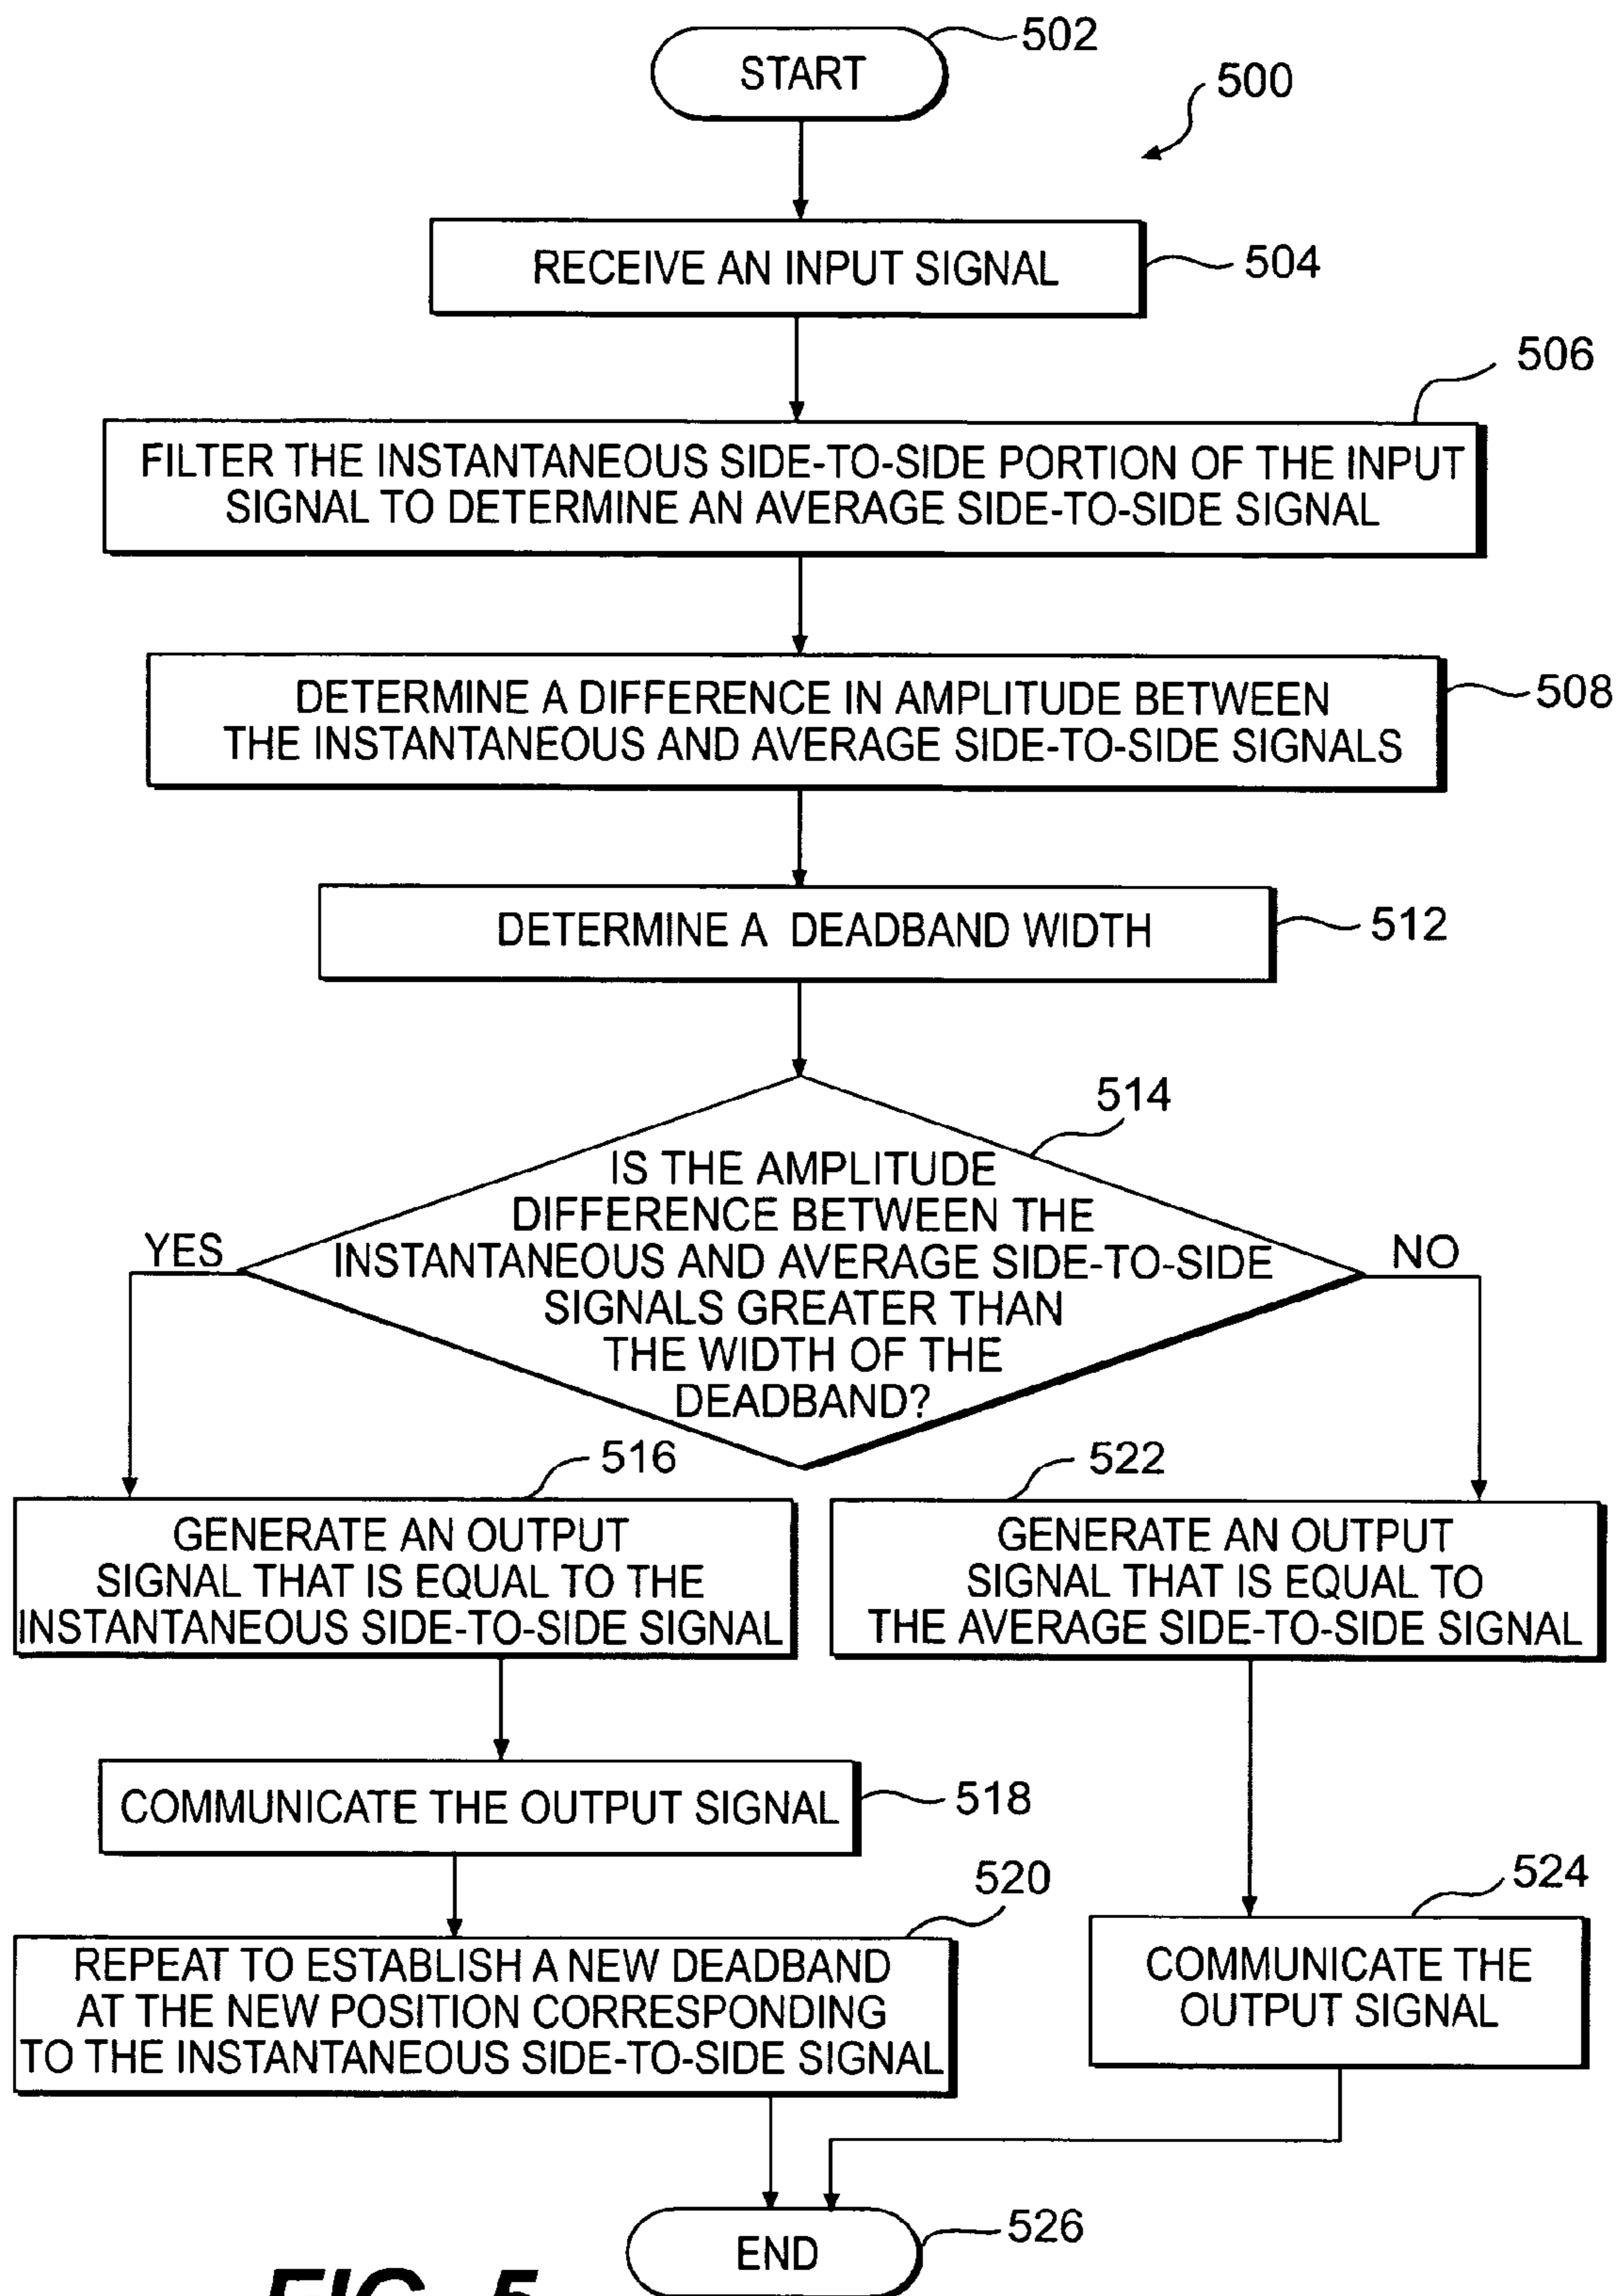 START
502
500
RECEIVE AN INPUT SIGNAL
504
506
FILTER THE INSTANTANEOUS SIDE-TO-SIDE PORTION OF THE INPUT
SIGNAL TO DETERMINE AN AVERAGE SIDE-TO-SIDE SIGNAL
DETERMINE A DIFFERENCE IN AMPLITUDE BETWEEN
THE INSTANTANEOUS AND AVERAGE SIDE-TO-SIDE SIGNALS
508
DETERMINE A DEADBAND WIDTH
512
514
IS THE AMPLITUDE
DIFFERENCE BETWEEN THE
INSTANTANEOUS AND AVERAGE SIDE-TO-SIDE
SIGNALS GREATER THAN
THE WIDTH OF THE
DEADBAND?
YES
NO
516
GENERATE AN OUTPUT
SIGNAL THAT IS EQUAL TO THE
INSTANTANEOUS SIDE-TO-SIDE SIGNAL
522
GENERATE AN OUTPUT
SIGNAL THAT IS EQUAL TO
THE AVERAGE SIDE-TO-SIDE SIGNAL
COMMUNICATE THE OUTPUT SIGNAL
518
520
REPEAT TO ESTABLISH A NEW DEADBAND
AT THE NEW POSITION CORRESPONDING
TO THE INSTANTANEOUS SIDE-TO-SIDE SIGNAL
524
COMMUNICATE THE
OUTPUT SIGNAL
END
526
FIG. 5